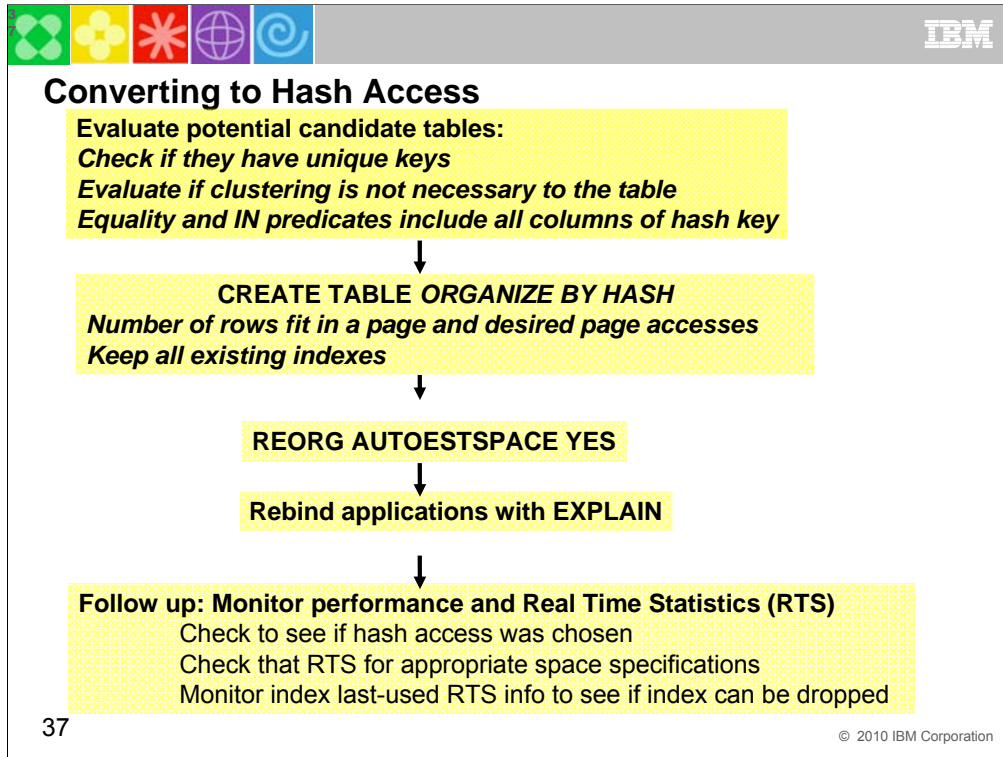 37
IBM
Converting to Hash Access
Evaluate potential candidate tables:
Check if they have unique keys
Evaluate if clustering is not necessary to the table
Equality and IN predicates include all columns of hash key
CREATE TABLE ORGANIZE BY HASH
Number of rows fit in a page and desired page accesses
Keep all existing indexes
REORG AUTOESTSPACE YES
Rebind applications with EXPLAIN
Follow up: Monitor performance and Real Time Statistics (RTS)
Check to see if hash access was chosen
Check that RTS for appropriate space specifications
Monitor index last-used RTS info to see if index can be dropped
37
© 2010 IBM Corporation